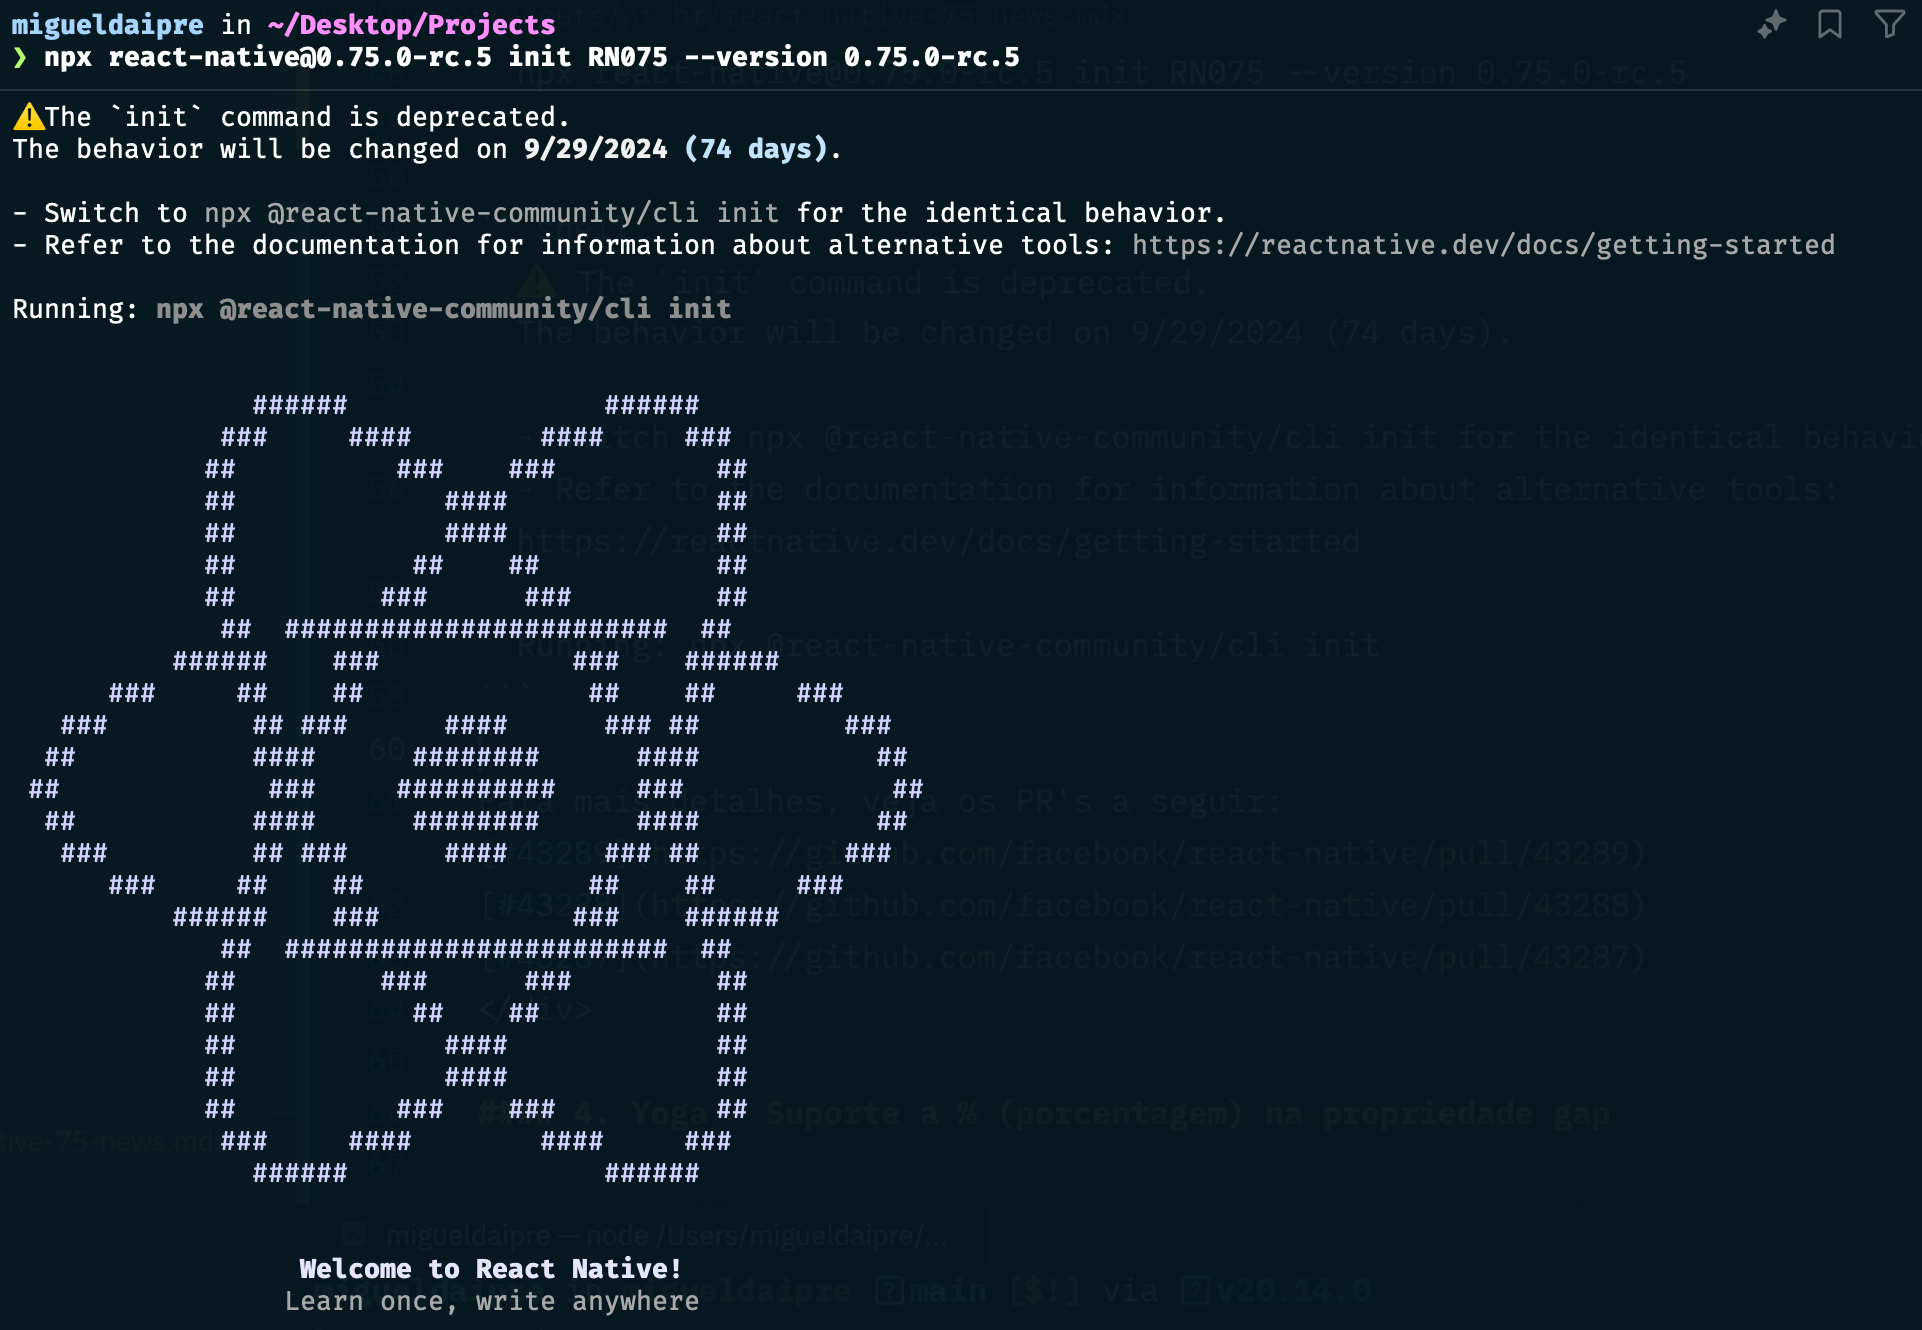 migueldaipre in ~/Desktop/Projects
❯ npx react-native@0.75.0-rc.5 init RN075 --version 0.75.0-rc.5
⚠️The `init` command is deprecated.
The behavior will be changed on 9/29/2024 (74 days).
- Switch to npx @react-native-community/cli init for the identical behavior.
- Refer to the documentation for information about alternative tools: https://reactnative.dev/docs/getting-started
Running: npx @react-native-community/cli init
Welcome to React Native!
Learn once, write anywhere